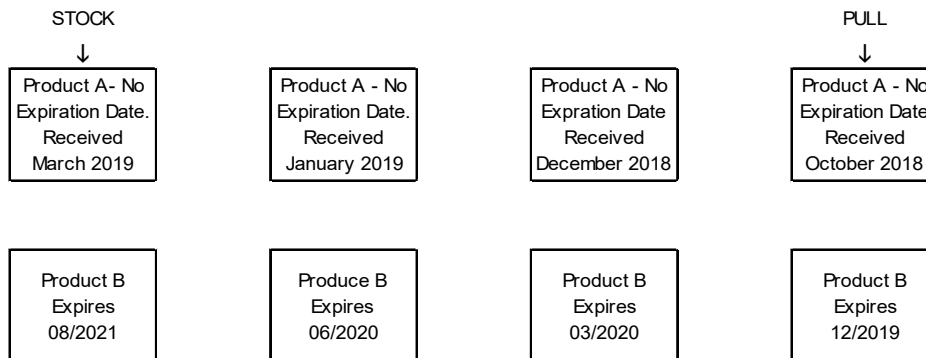 STOCK
PULL
↓
↓
Product A- No
Expiration Date.
Received
March 2019
Product A - No
Expiration Date.
Received
January 2019
Product A - No
Expration Date
Received
December 2018
Product A - No
Expiration Date
Received
October 2018
Product B
Expires
08/2021
Produce B
Expires
06/2020
Product B
Expires
03/2020
Product B
Expires
12/2019